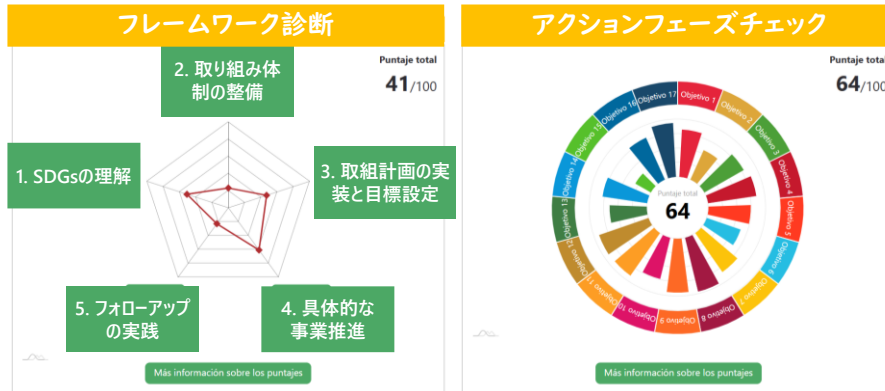 フレームワーク診断
Puntaje total
41/100
2. 取り組み体
制の整備
1. SDGsの理解
3. 取組計画の実
装と目標設定
5. フォローアップ
の実践
4. 具体的な
事業推進
Más información sobre los puntajes
アクションフェーズチェック
Puntaje total
64/100
Objetivo 1
Objetivo 2
Objetivo 3
Objetivo 4
Objetivo 5
Objetivo 6
Objetivo 7
Objetivo 8
Objetivo 9
Objetivo 10
Objetivo 11
Objetivo 12
Objetivo 13
Objetivo 14
Objetivo 15
Objetivo 16
Objetivo 17
Puntaje total
64
Más información sobre los puntajes